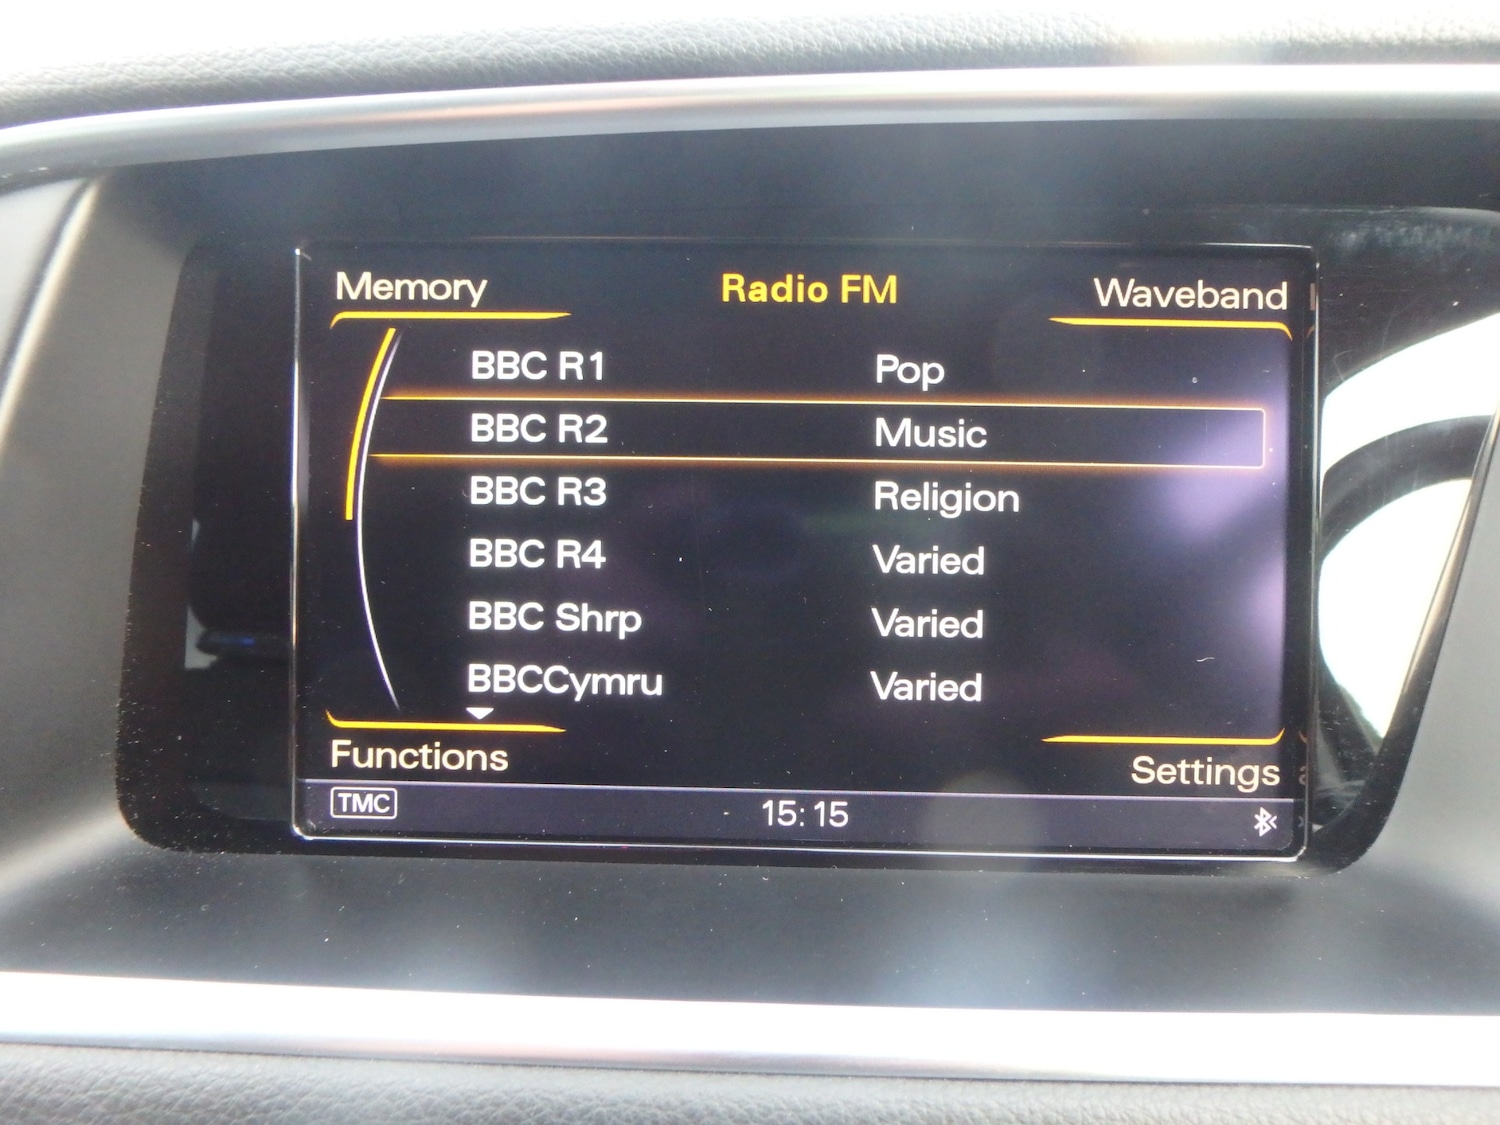 Memory Radio FM Waveband
BBC R1 Pop
BBC R2 Music
BBC R3 Religion
BBC R4 Varied
BBC Shrp Varied
BBCCymru Varied
Functions Settings
TMC 15:15